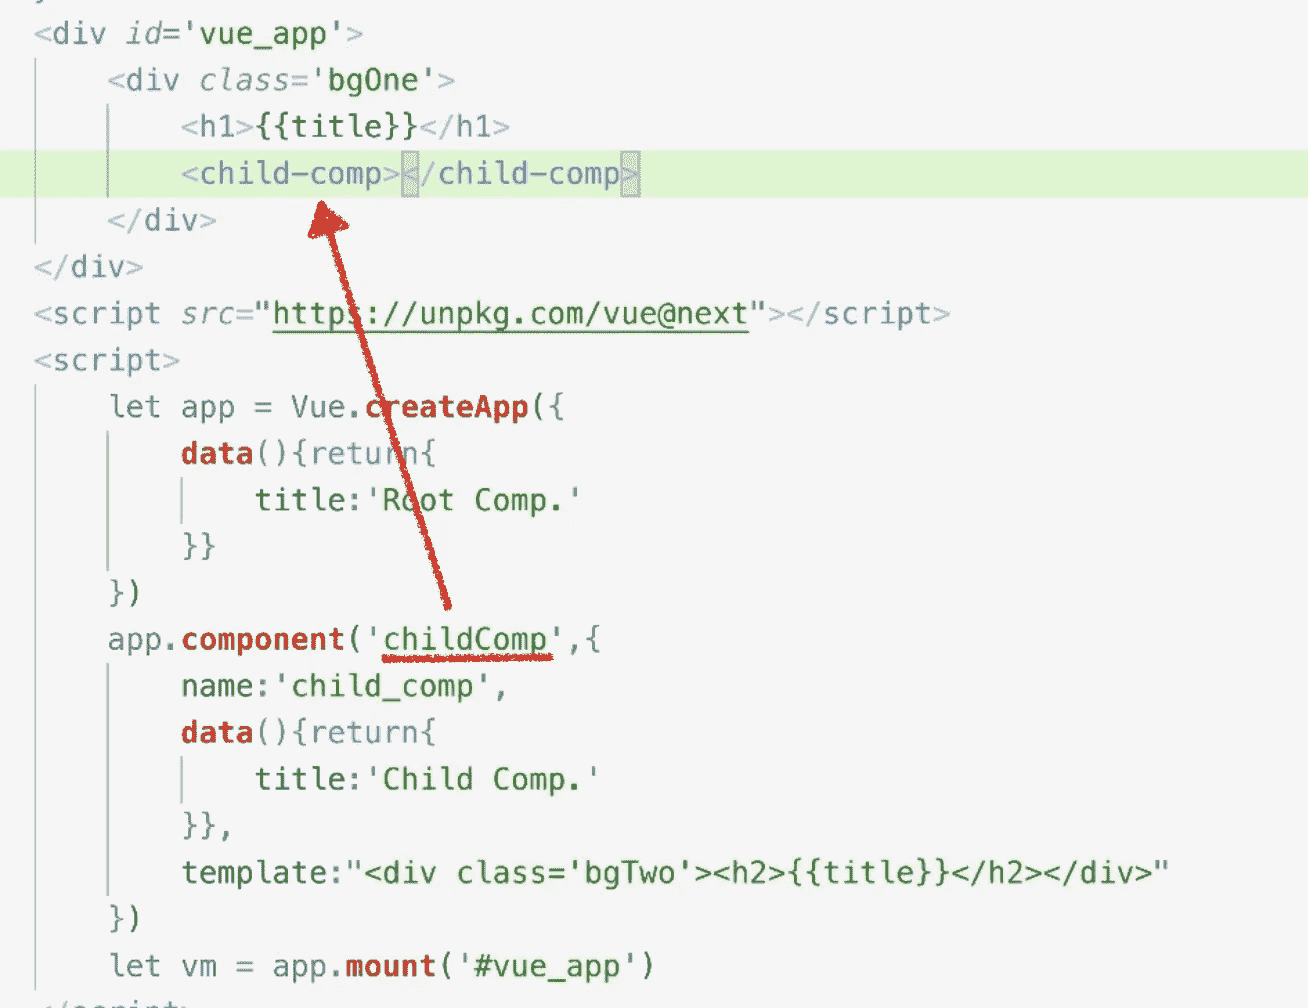 <div id='vue_app'>
<div class='bgOne'>
<h1>{{title}}</h1>
<child-comp></child-comp>
</div>
</div>
<script src="https://unpkg.com/vue@next"></script>
<script>
let app = Vue.createApp({
data(){return{
title:'Root Comp.'
}}
})
app.component('childComp',{
name:'child_comp',
data(){return{
title:'Child Comp.'
}},
template:"<div class='bgTwo'><h2>{{title}}</h2></div>"
})
let vm = app.mount('#vue_app')